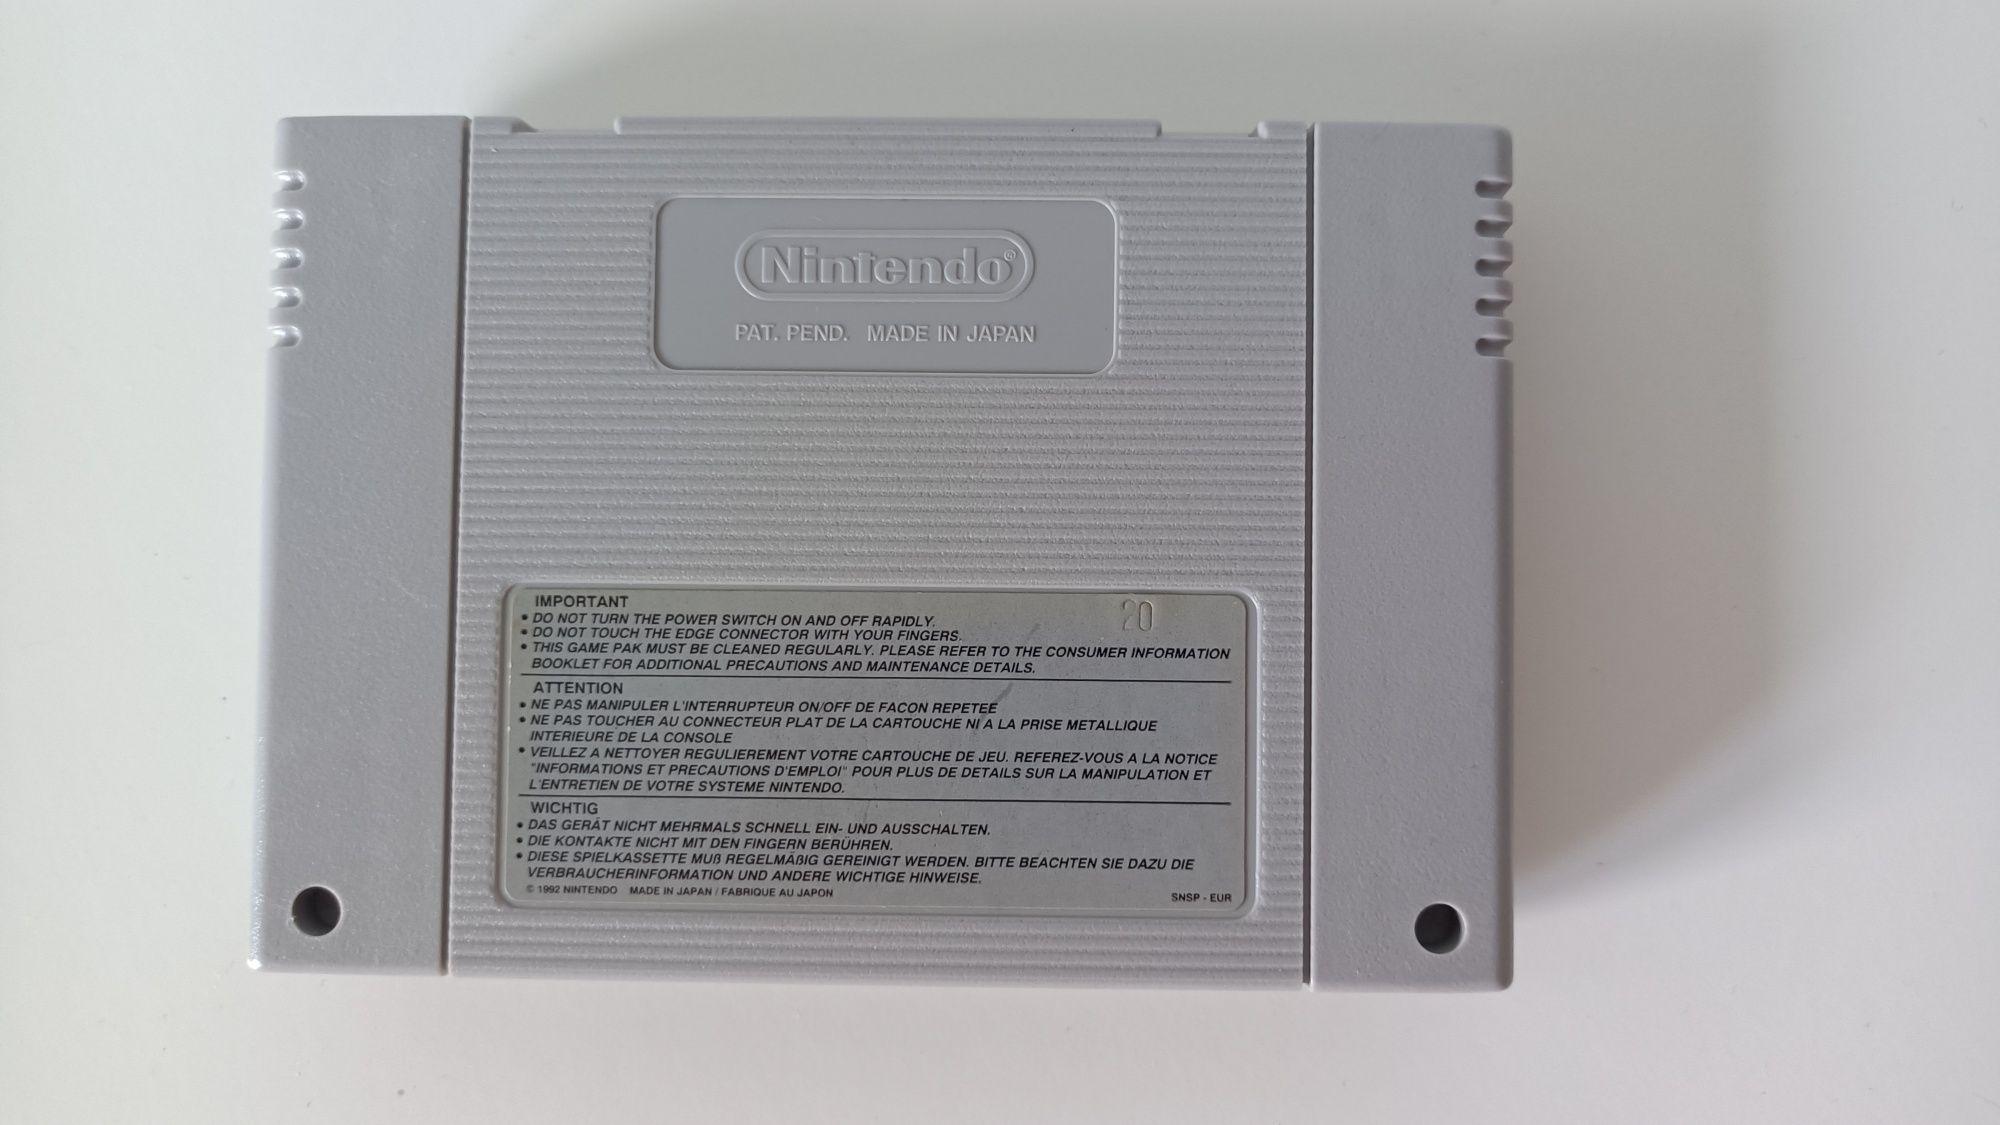 Nintendo®
PAT. PEND. MADE IN JAPAN
IMPORTANT
20
• DO NOT TURN THE POWER SWITCH ON AND OFF RAPIDLY.
• DO NOT TOUCH THE EDGE CONNECTOR WITH YOUR FINGERS.
• THIS GAME PAK MUST BE CLEANED REGULARLY. PLEASE REFER TO THE CONSUMER INFORMATION
BOOKLET FOR ADDITIONAL PRECAUTIONS AND MAINTENANCE DETAILS.
ATTENTION
• NE PAS MANIPULER L'INTERRUPTEUR ON/OFF DE FACON REPETEE
• NE PAS TOUCHER AU CONNECTEUR PLAT DE LA CARTOUCHE NI A LA PRISE METALLIQUE
INTERIEURE DE LA CONSOLE
• VEILLEZ A NETTOYER REGULIEREMENT VOTRE CARTOUCHE DE JEU. REFEREZ-VOUS A LA NOTICE
"INFORMATIONS ET PRECAUTIONS D'EMPLOI" POUR PLUS DE DETAILS SUR LA MANIPULATION ET
L'ENTRETIEN DE VOTRE SYSTEME NINTENDO.
WICHTIG
• DAS GERÄT NICHT MEHRMALS SCHNELL EIN- UND AUSSCHALTEN.
• DIE KONTAKTE NICHT MIT DEN FINGERN BERÜHREN.
• DIESE SPIELKASSETTE MUß REGELMÄßIG GEREINIGT WERDEN. BITTE BEACHTEN SIE DAZU DIE
VERBRAUCHERINFORMATION UND ANDERE WICHTIGE HINWEISE.
© 1992 NINTENDO MADE IN JAPAN / FABRIQUE AU JAPON
SNSP - EUR